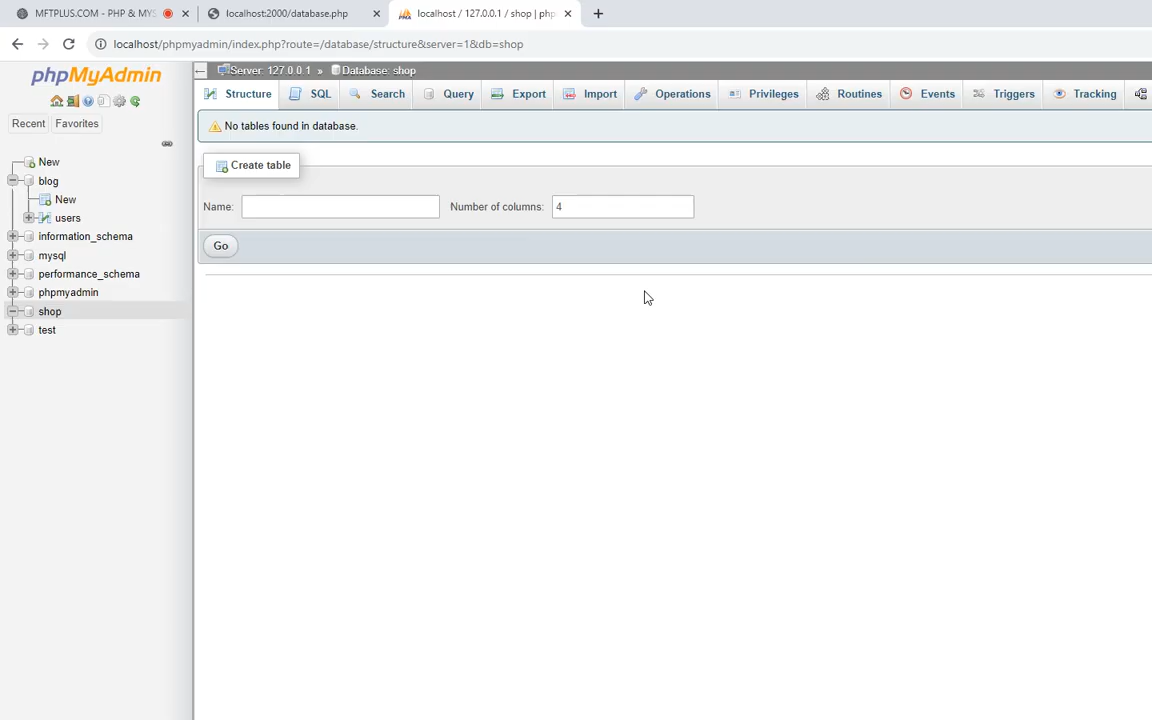 MFTPLUS.COM - PHP & MYS
localhost:2000/database.php
localhost / 127.0.0.1 / shop | php
localhost/phpmyadmin/index.php?route=/database/structure&server=1&db=shop
phpMyAdmin
Recent
Favorites
New
blog
New
users
information_schema
mysql
performance_schema
phpmyadmin
shop
test
Server: 127.0.0.1 » Database: shop
Structure
SQL
Search
Query
Export
Import
Operations
Privileges
Routines
Events
Triggers
Tracking
No tables found in database.
Create table
Name:
Number of columns: 4
Go